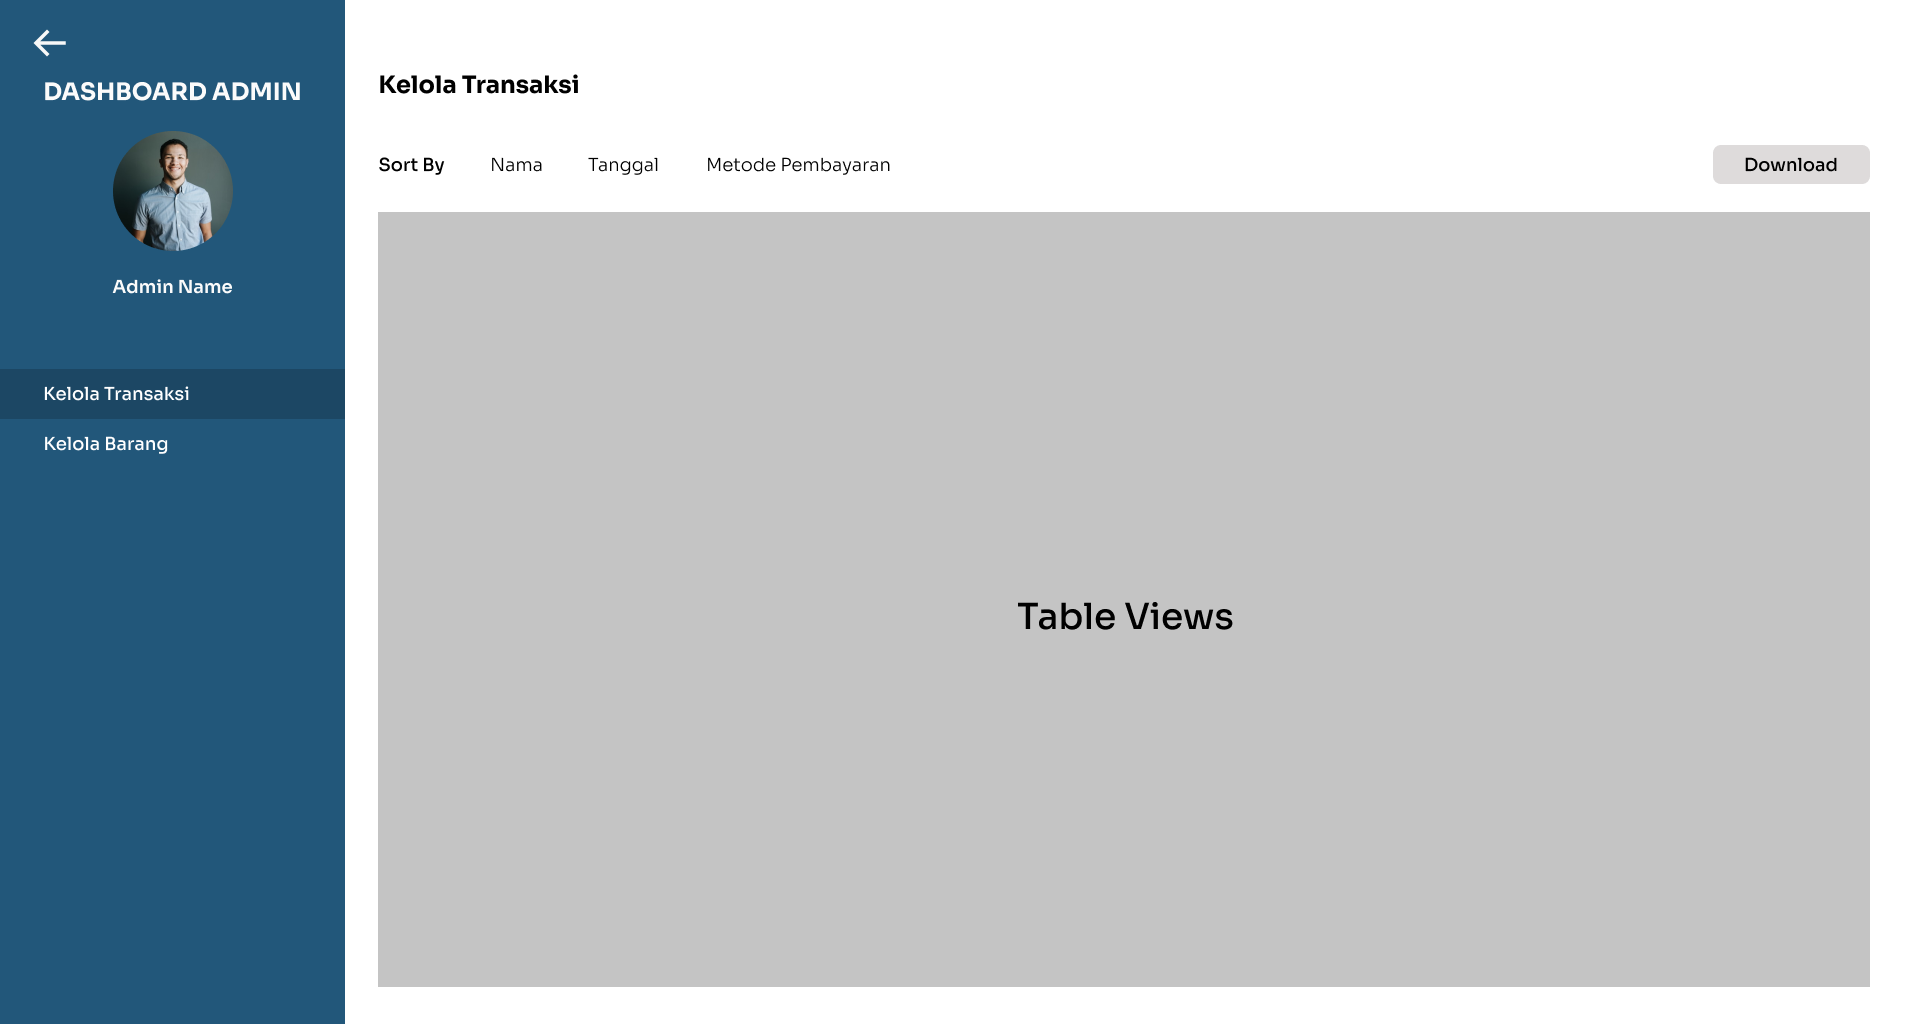 DASHBOARD ADMIN
Admin Name
Kelola Transaksi
Kelola Barang
Kelola Transaksi
Sort By Nama Tanggal Metode Pembayaran Download
Table Views